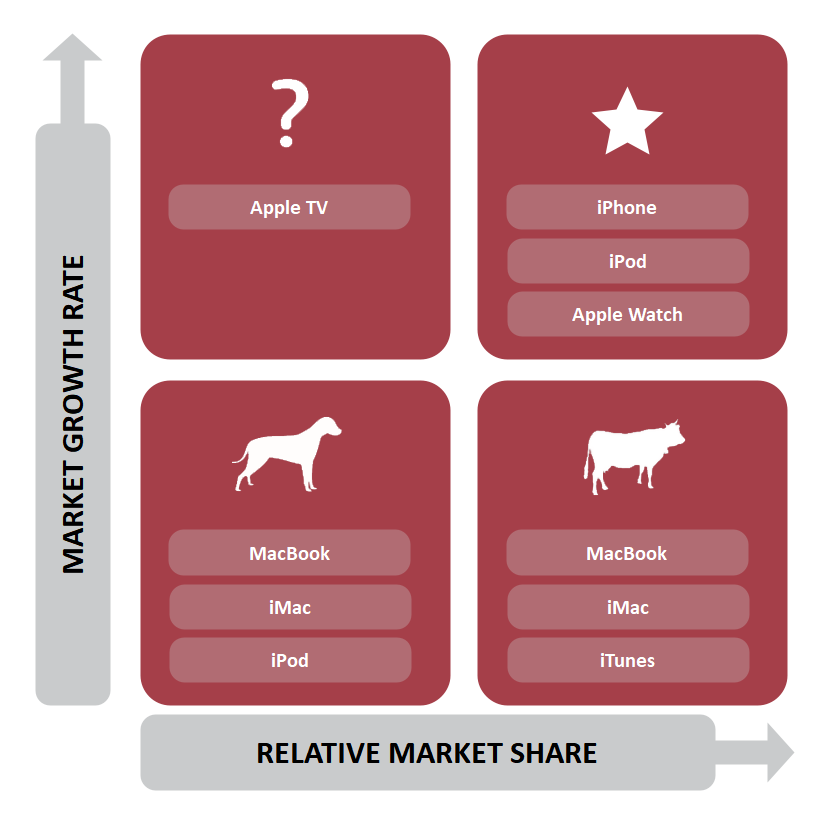 ?
Apple TV
iPhone
iPod
Apple Watch
MARKET GROWTH RATE
MacBook
iMac
iPod
MacBook
iMac
iTunes
RELATIVE MARKET SHARE